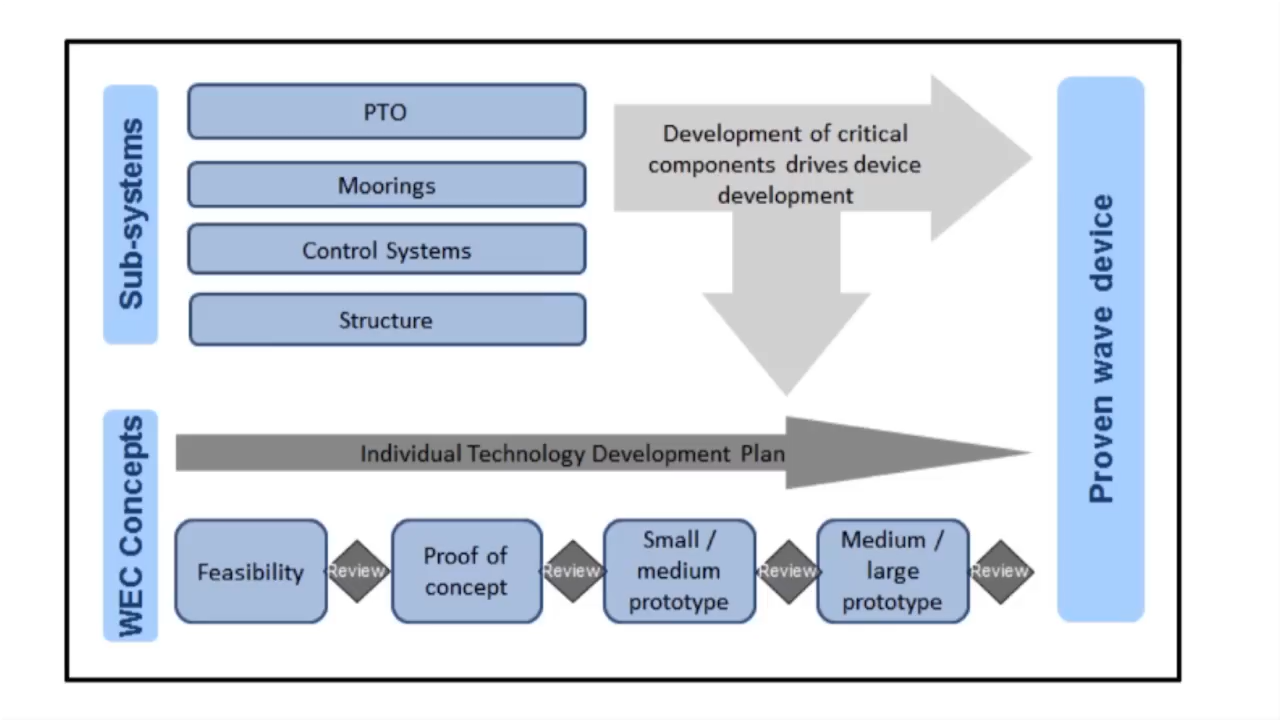 Sub-systems
PTO
Moorings
Control Systems
Structure
Development of critical
components drives device
development
Proven wave device
WEC Concepts
Individual Technology Development Plan
Feasibility
Review
Proof of
concept
Review
Small /
medium
prototype
Review
Medium /
large
prototype
Review